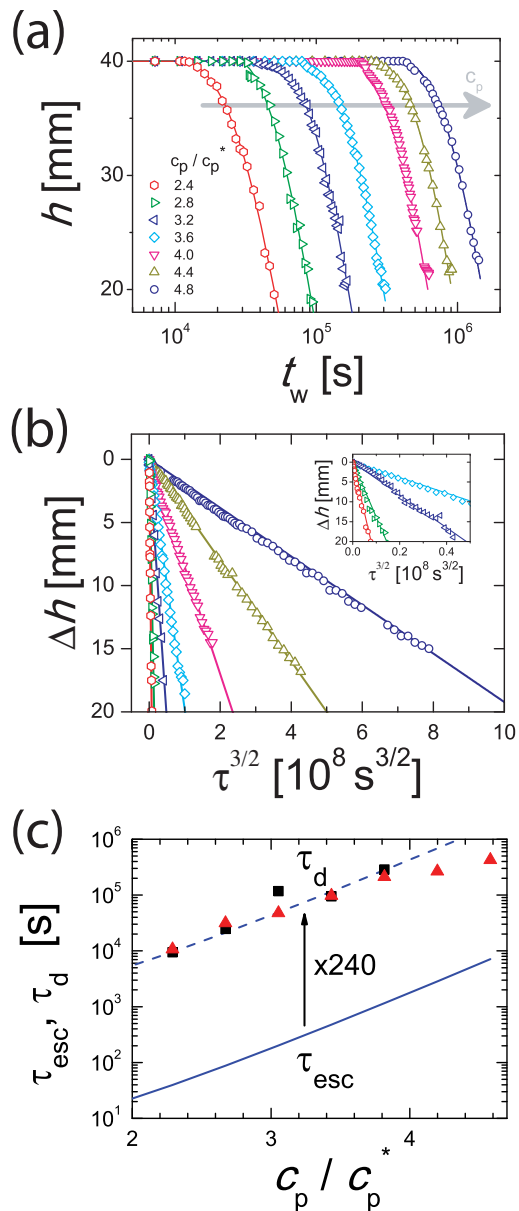 (a)
40
30
20
h [mm]
c_p
c_p / c_p^*
2.4
2.8
3.2
3.6
4.0
4.4
4.8
10^4 10^5 10^6
t_w [s]
(b)
0
5
10
15
20
Δh [mm]
0 2 4 6 8 10
τ^3/2 [10^8 s^3/2]
0
5
10
15
20
Δh [mm]
0.0 0.2 0.4
τ^3/2 [10^8 s^3/2]
(c)
10^6
10^5
10^4
10^3
10^2
10^1
τ_esc, τ_d [s]
τ_d
x240
τ_esc
2 3 4
c_p / c_p^*